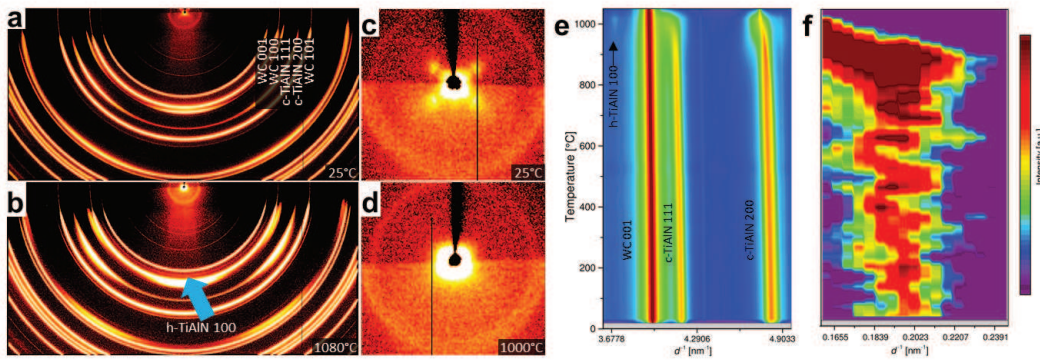 a
WC 001
WC 100
c-TiAlN 111
c-TiAlN 200
WC 101
25°C
b
h-TiAlN 100
1080°C
c
25°C
d
1000°C
e
1000
800
600
400
200
0
Temperature [°C]
h-TiAlN 100
WC 001
c-TiAlN 111
c-TiAlN 200
3.6778
4.2906
4.9033
d⁻¹ [nm⁻¹]
f
0.1655
0.1839
0.2023
0.2207
0.2391
d⁻¹ [nm⁻¹]
Intensity [a.u.]